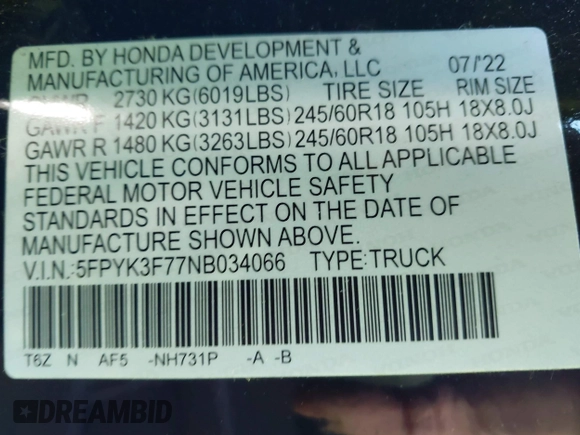 MFD. BY HONDA DEVELOPMENT &
MANUFACTURING OF AMERICA, LLC 07/'22
GVWR 2730 KG(6019LBS) TIRE SIZE RIM SIZE
GAWR F 1420 KG(3131LBS) 245/60R18 105H 18X8.0J
GAWR R 1480 KG(3263LBS) 245/60R18 105H 18X8.0J
THIS VEHICLE CONFORMS TO ALL APPLICABLE
FEDERAL MOTOR VEHICLE SAFETY
STANDARDS IN EFFECT ON THE DATE OF
MANUFACTURE SHOWN ABOVE.
V.I.N.:5FPYK3F77NB034066 TYPE:TRUCK
T6Z N AF5 -NH731P -A -B
DREAMBID